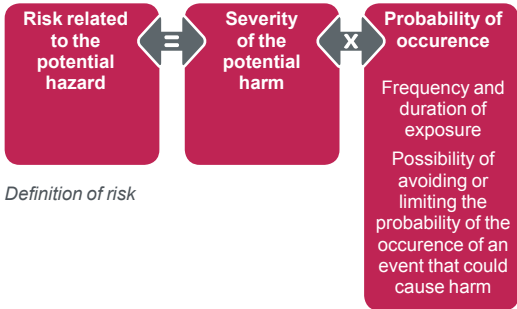 Risk related
to the
potential
hazard
=
Severity
of the
potential
harm
x
Probability of
occurence
Frequency and
duration of
exposure
Possibility of
avoiding or
limiting the
probability of the
occurence of an
event that could
cause harm
Definition of risk